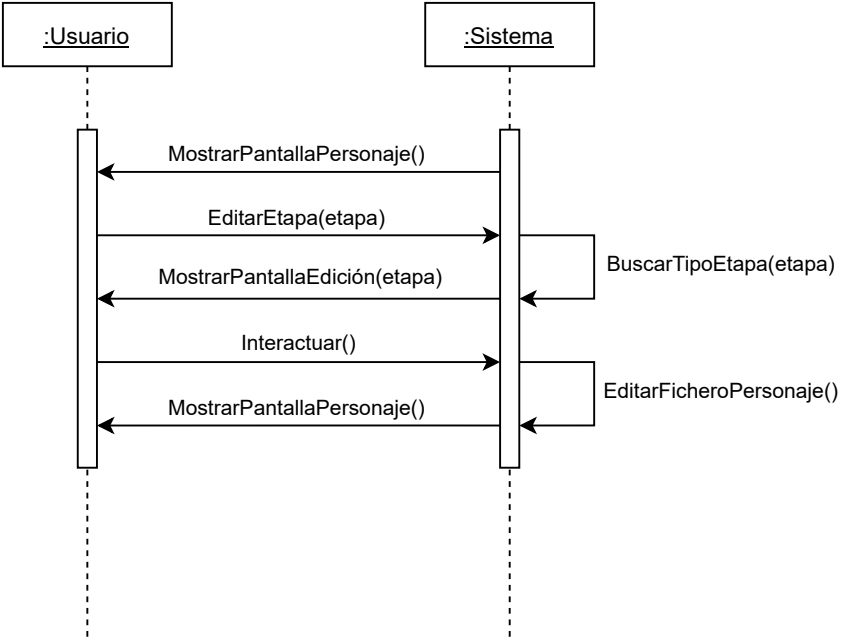 :Usuario
:Sistema
MostrarPantallaPersonaje()
EditarEtapa(etapa)
BuscarTipoEtapa(etapa)
MostrarPantallaEdición(etapa)
Interactuar()
EditarFicheroPersonaje()
MostrarPantallaPersonaje()